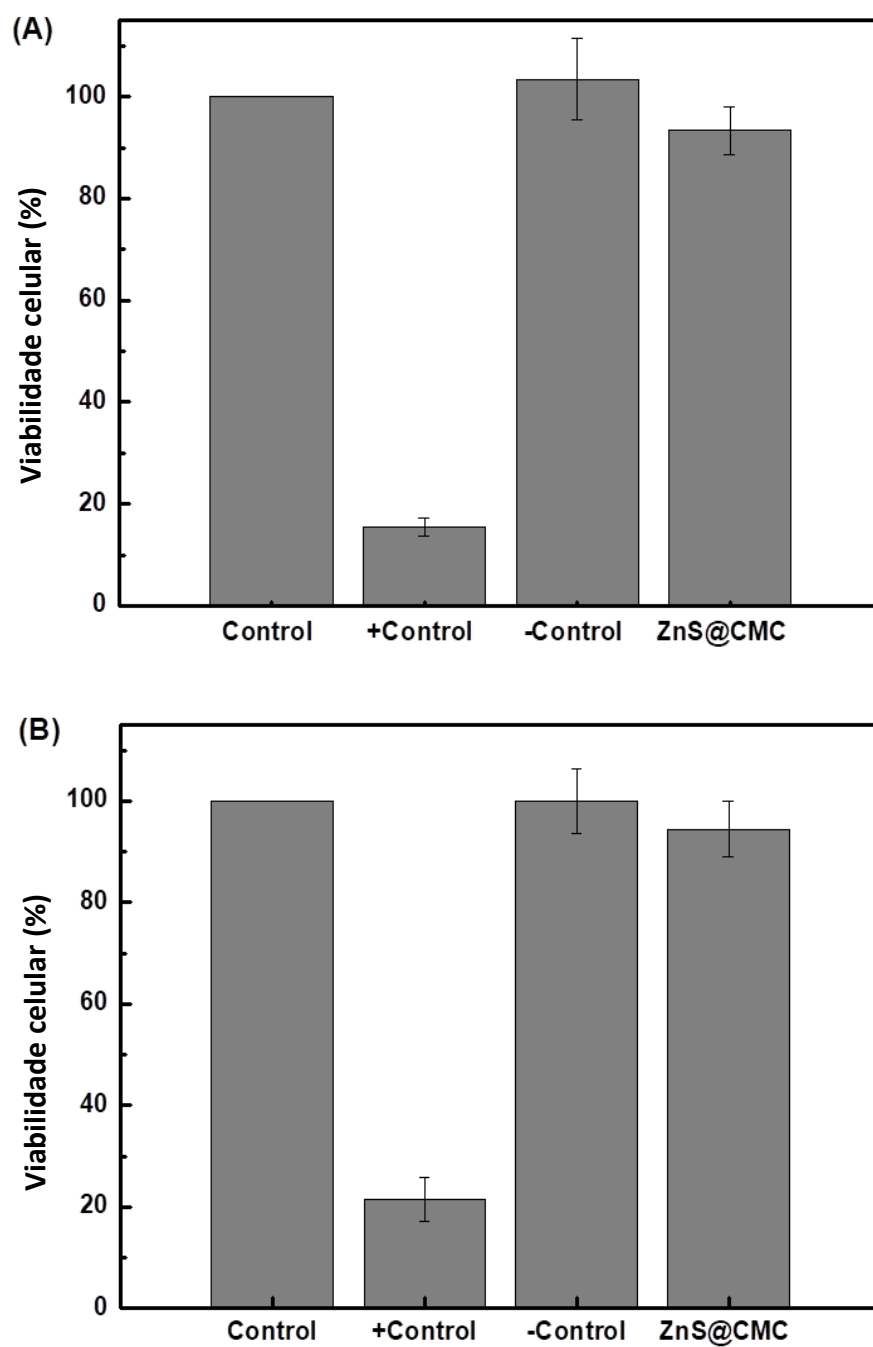 (A)
Viabilidade celular (%)
100
80
60
40
20
0
Control +Control -Control ZnS@CMC
(B)
Viabilidade celular (%)
100
80
60
40
20
0
Control +Control -Control ZnS@CMC